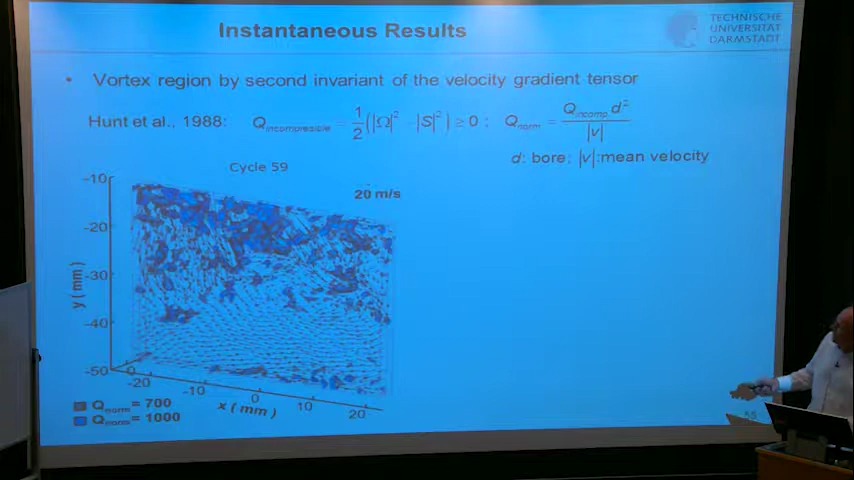 Instantaneous Results
TECHNISCHE
UNIVERSITÄT
DARMSTADT
• Vortex region by second invariant of the velocity gradient tensor
Hunt et al., 1988: Q_incompressible = 1/2 (|Ω|² - |S|²) ≥ 0 ; Q_norm = Q_incomp d² / |v|
d: bore; |v|:mean velocity
Cycle 59
20 m/s
-10
-20
-30
-40
-50
y ( mm )
0
-20
-10
0
10
20
x ( mm )
Q_norm = 700
Q_norm = 1000
55